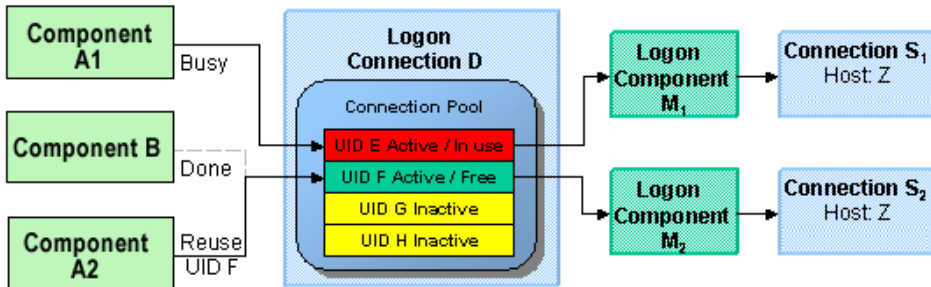 Component
A1
Busy
Component B
Done
Component
A2
Reuse
UID F
Logon
Connection D
Connection Pool
UID E Active / In use
UID F Active / Free
UID G Inactive
UID H Inactive
Logon
Component
M1
Connection S1
Host: Z
Logon
Component
M2
Connection S2
Host: Z